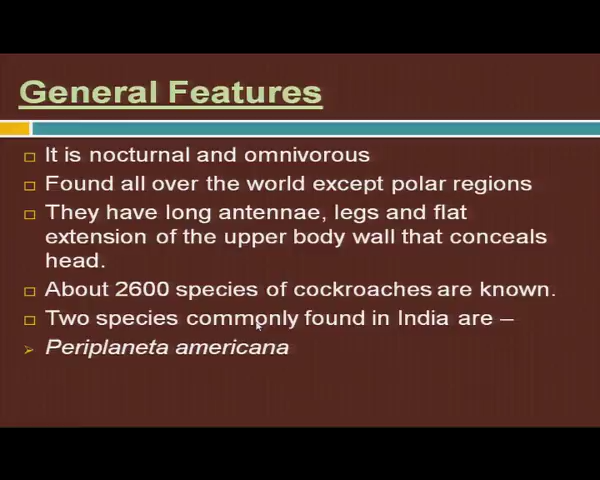 General Features
It is nocturnal and omnivorous
Found all over the world except polar regions
They have long antennae, legs and flat
extension of the upper body wall that conceals
head.
About 2600 species of cockroaches are known.
Two species commonly found in India are –
Periplaneta americana